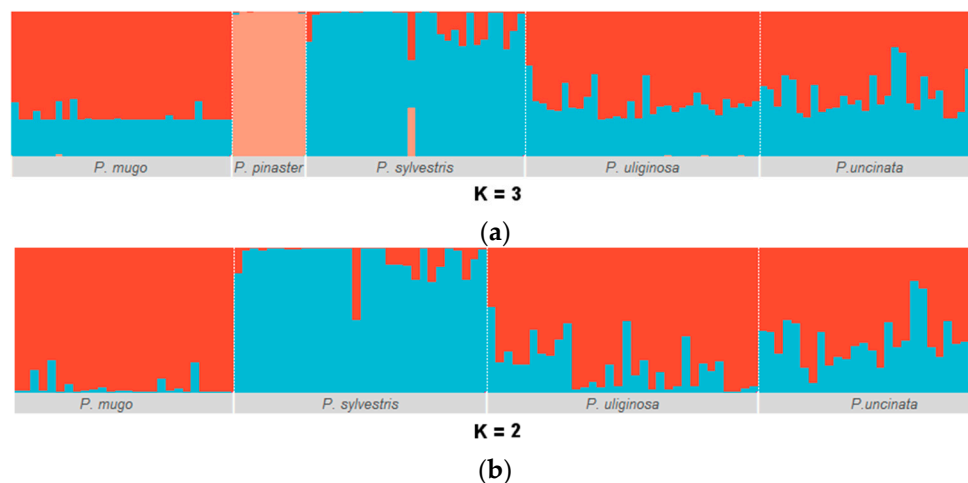 P. mugo P. pinaster P. sylvestris P. uliginosa P.uncinata
K = 3
(a)
P. mugo P. sylvestris P. uliginosa P.uncinata
K = 2
(b)